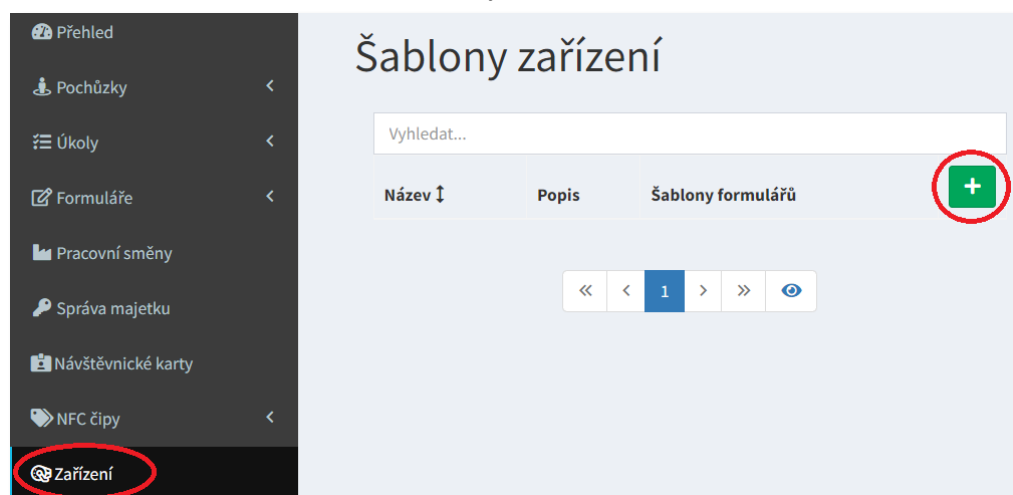 Přehled
Pochůzky
Úkoly
Formuláře
Pracovní směny
Správa majetku
Návštěvnické karty
NFC čipy
Zařízení
Šablony zařízení
Vyhledat...
Název Popis Šablony formulářů +
« < 1 > »